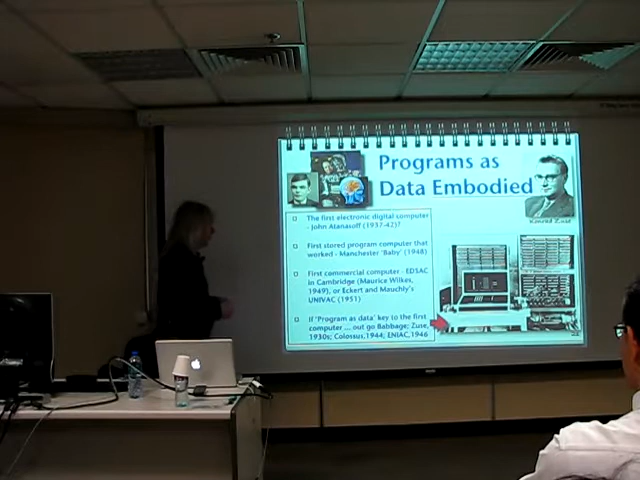 Programs as
Data Embodied
Konrad Zuse
The first electronic digital computer
- John Atanasoff (1937-42)?
First stored program computer that
worked - Manchester 'Baby' (1948)
First commercial computer - EDSAC
in Cambridge (Maurice Wilkes,
1949), or Eckert and Mauchly's
UNIVAC (1951)
If 'Program as data' key to the first
computer ... out go Babbage; Zuse,
1930s; Colossus,1944; ENIAC,1946